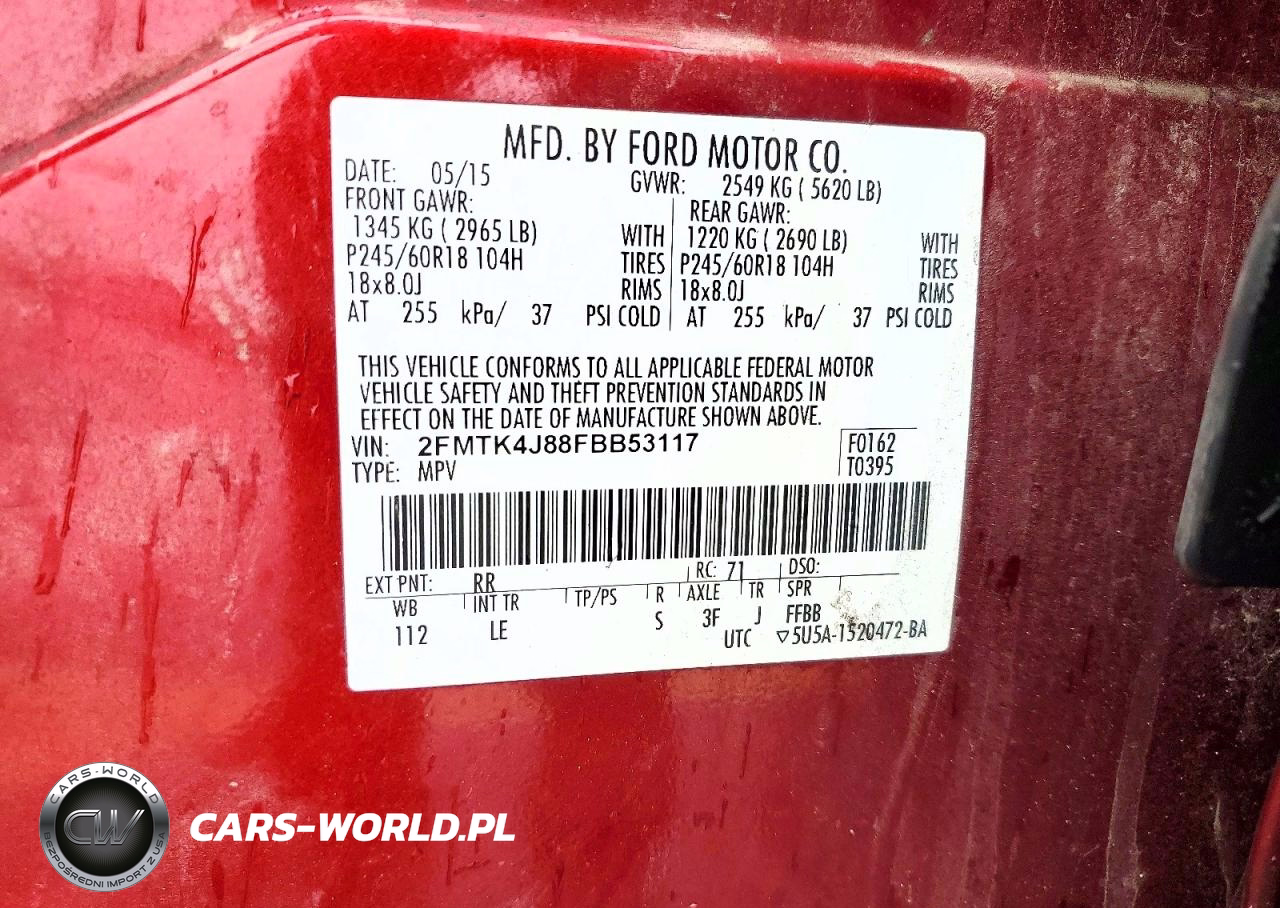 MFD. BY FORD MOTOR CO.
DATE: 05/15 GVWR: 2549 KG ( 5620 LB)
FRONT GAWR: REAR GAWR:
1345 KG ( 2965 LB) WITH 1220 KG ( 2690 LB) WITH
P245/60R18 104H TIRES P245/60R18 104H TIRES
18x8.0J RIMS 18x8.0J RIMS
AT 255 kPa/ 37 PSI COLD AT 255 kPa/ 37 PSI COLD
THIS VEHICLE CONFORMS TO ALL APPLICABLE FEDERAL MOTOR
VEHICLE SAFETY AND THEFT PREVENTION STANDARDS IN
EFFECT ON THE DATE OF MANUFACTURE SHOWN ABOVE.
VIN: 2FMTK4J88FBB53117 F0162
TYPE: MPV T0395
EXT PNT: RR RC: 71 DSO:
WB INT TR TP/PS R AXLE TR SPR
112 LE S 3F J FFBB
UTC ▽5U5A-1520472-BA
CARS-WORLD
CW
BEZPOŚREDNI IMPORT Z USA
CARS-WORLD.PL